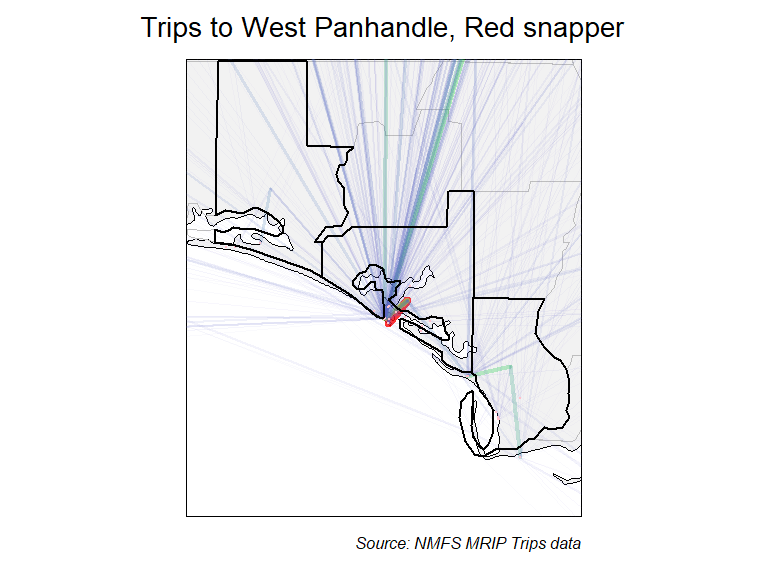 Trips to West Panhandle, Red snapper
Source: NMFS MRIP Trips data